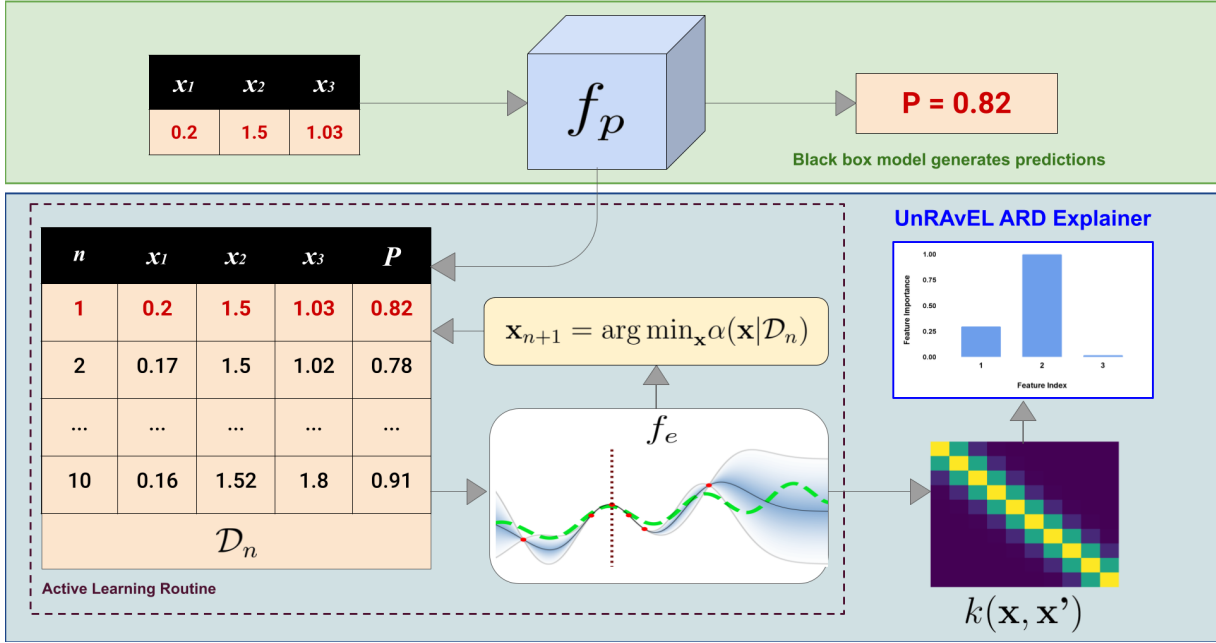 x1 x2 x3
0.2 1.5 1.03
fp
P = 0.82
Black box model generates predictions
n x1 x2 x3 P
1 0.2 1.5 1.03 0.82
2 0.17 1.5 1.02 0.78
... ... ... ... ...
10 0.16 1.52 1.8 0.91
𝒟n
Active Learning Routine
xn+1 = arg minx α(x|𝒟n)
fe
UnRAvEL ARD Explainer
Feature Importance
1.00
0.75
0.50
0.25
0.00
1 2 3
Feature Index
k(x, x’)